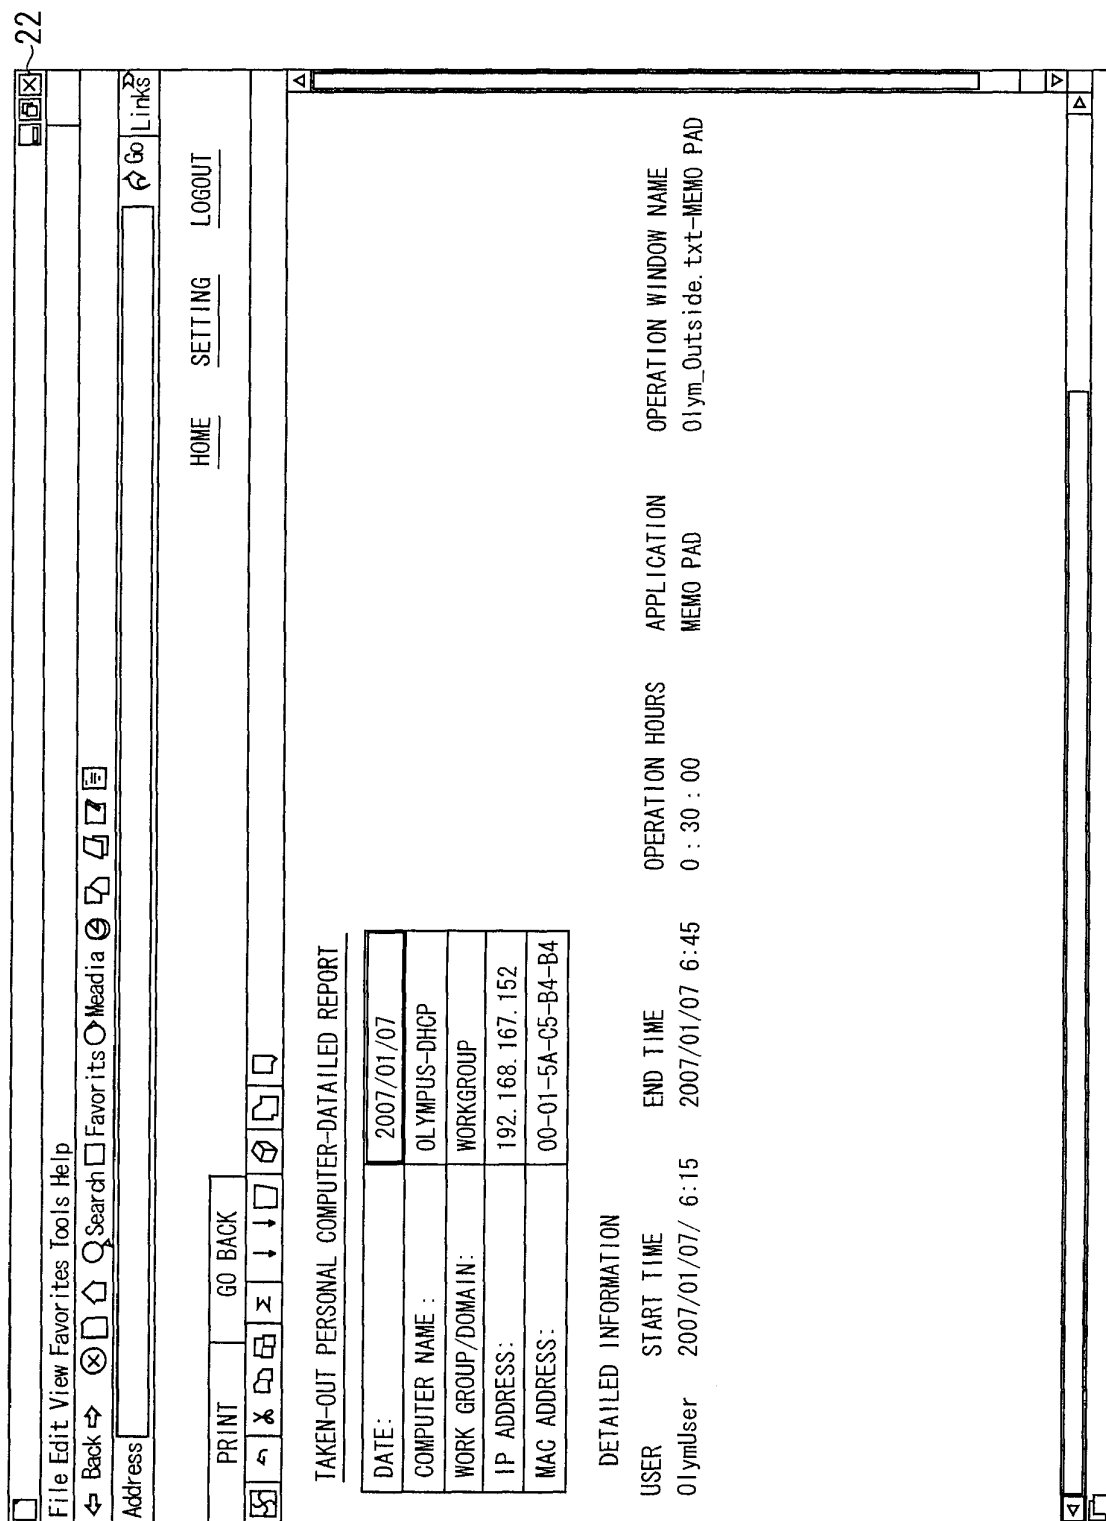 22
File Edit View Favorites Tools Help
Back Search Favorits Meadia
Address Go Links
HOME SETTING LOGOUT
PRINT GO BACK
Σ
TAKEN-OUT PERSONAL COMPUTER-DATAILED REPORT
DATE: 2007/01/07
COMPUTER NAME: OLYMPUS-DHCP
WORK GROUP/DOMAIN: WORKGROUP
IP ADDRESS: 192.168.167.152
MAC ADDRESS: 00-01-5A-C5-B4-B4
DETAILED INFORMATION
USER START TIME END TIME OPERATION HOURS APPLICATION OPERATION WINDOW NAME
OlymUser 2007/01/07/ 6:15 2007/01/07 6:45 0:30:00 MEMO PAD Olym_Outside.txt-MEMO PAD